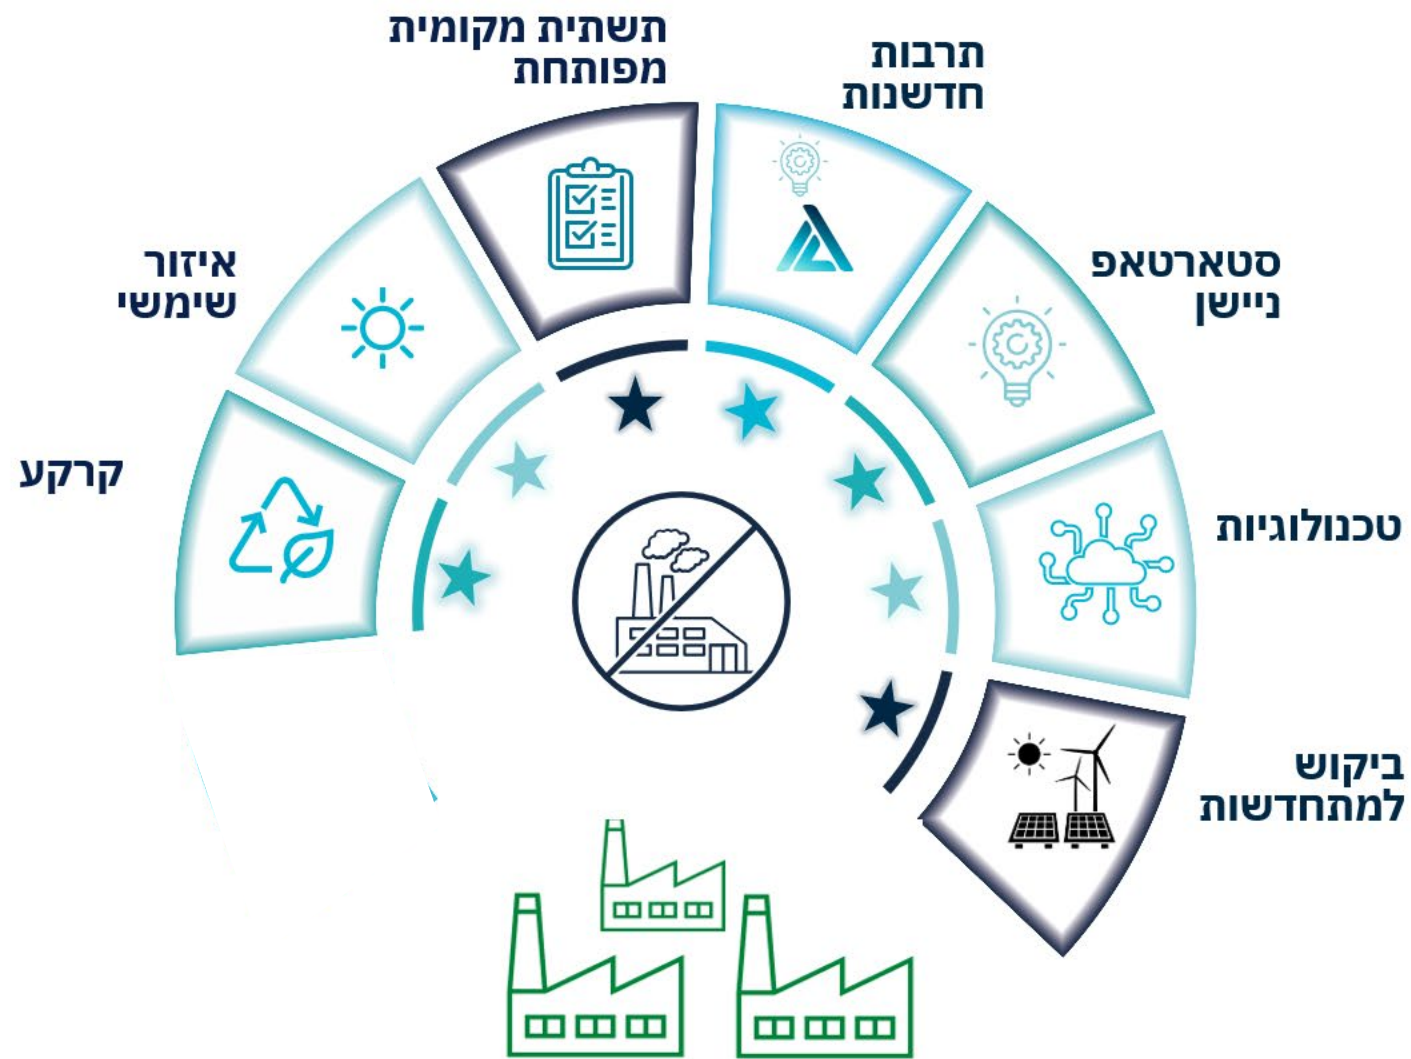 תשתית מקומית
מפותחת
תרבות
חדשנות
סטארטאפ
ניישן
טכנולוגיות
ביקוש
למתחדשות
איזור
שימשי
קרקע